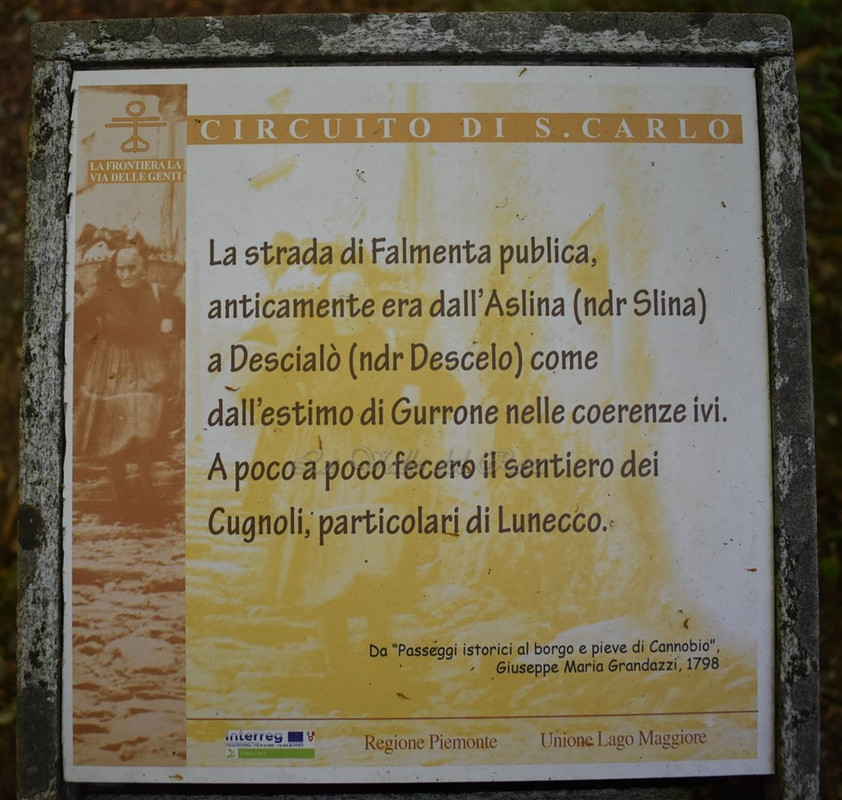 CIRCUITO DI S.CARLO
LA FRONTIERA LA
VIA DELLE GENTI
La strada di Falmenta publica,
anticamente era dall'Aslina (ndr Slina)
a Descialò (ndr Descelo) come
dall'estimo di Gurrone nelle coerenze ivi.
A poco a poco fecero il sentiero dei
Cugnoli, particolari di Lunecco.
Da "Passeggi istorici al borgo e pieve di Cannobio",
Giuseppe Maria Grandazzi, 1798
interreg
Regione Piemonte
Unione Lago Maggiore